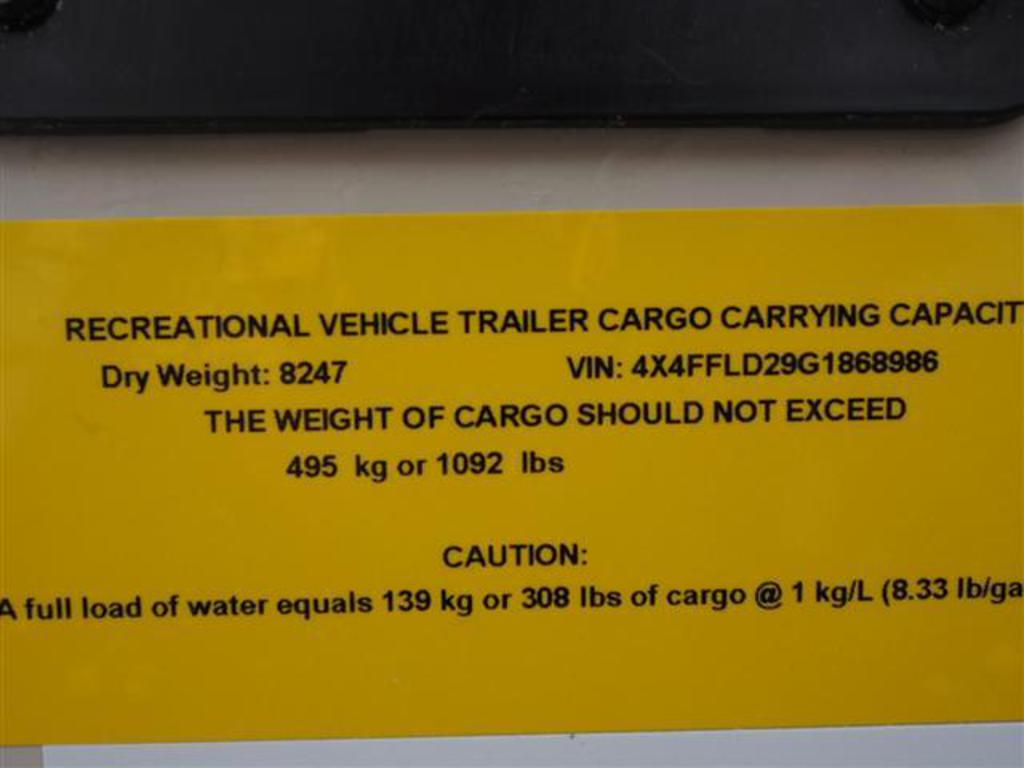 RECREATIONAL VEHICLE TRAILER CARGO CARRYING CAPACIT
Dry Weight: 8247 VIN: 4X4FFLD29G1868986
THE WEIGHT OF CARGO SHOULD NOT EXCEED
495 kg or 1092 lbs
CAUTION:
A full load of water equals 139 kg or 308 lbs of cargo @ 1 kg/L (8.33 lb/ga